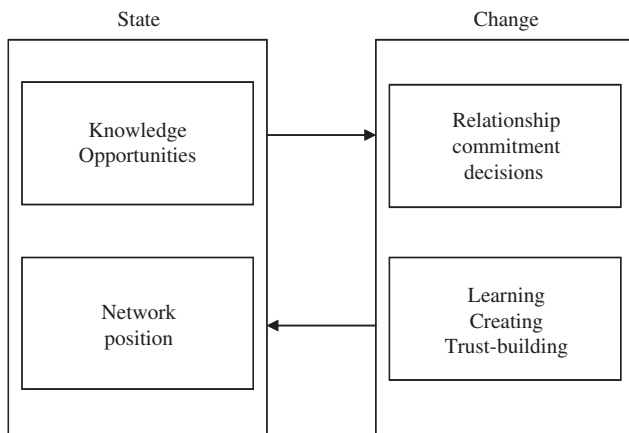 State
Change
Knowledge
Opportunities
Relationship
commitment
decisions
Network
position
Learning
Creating
Trust-building